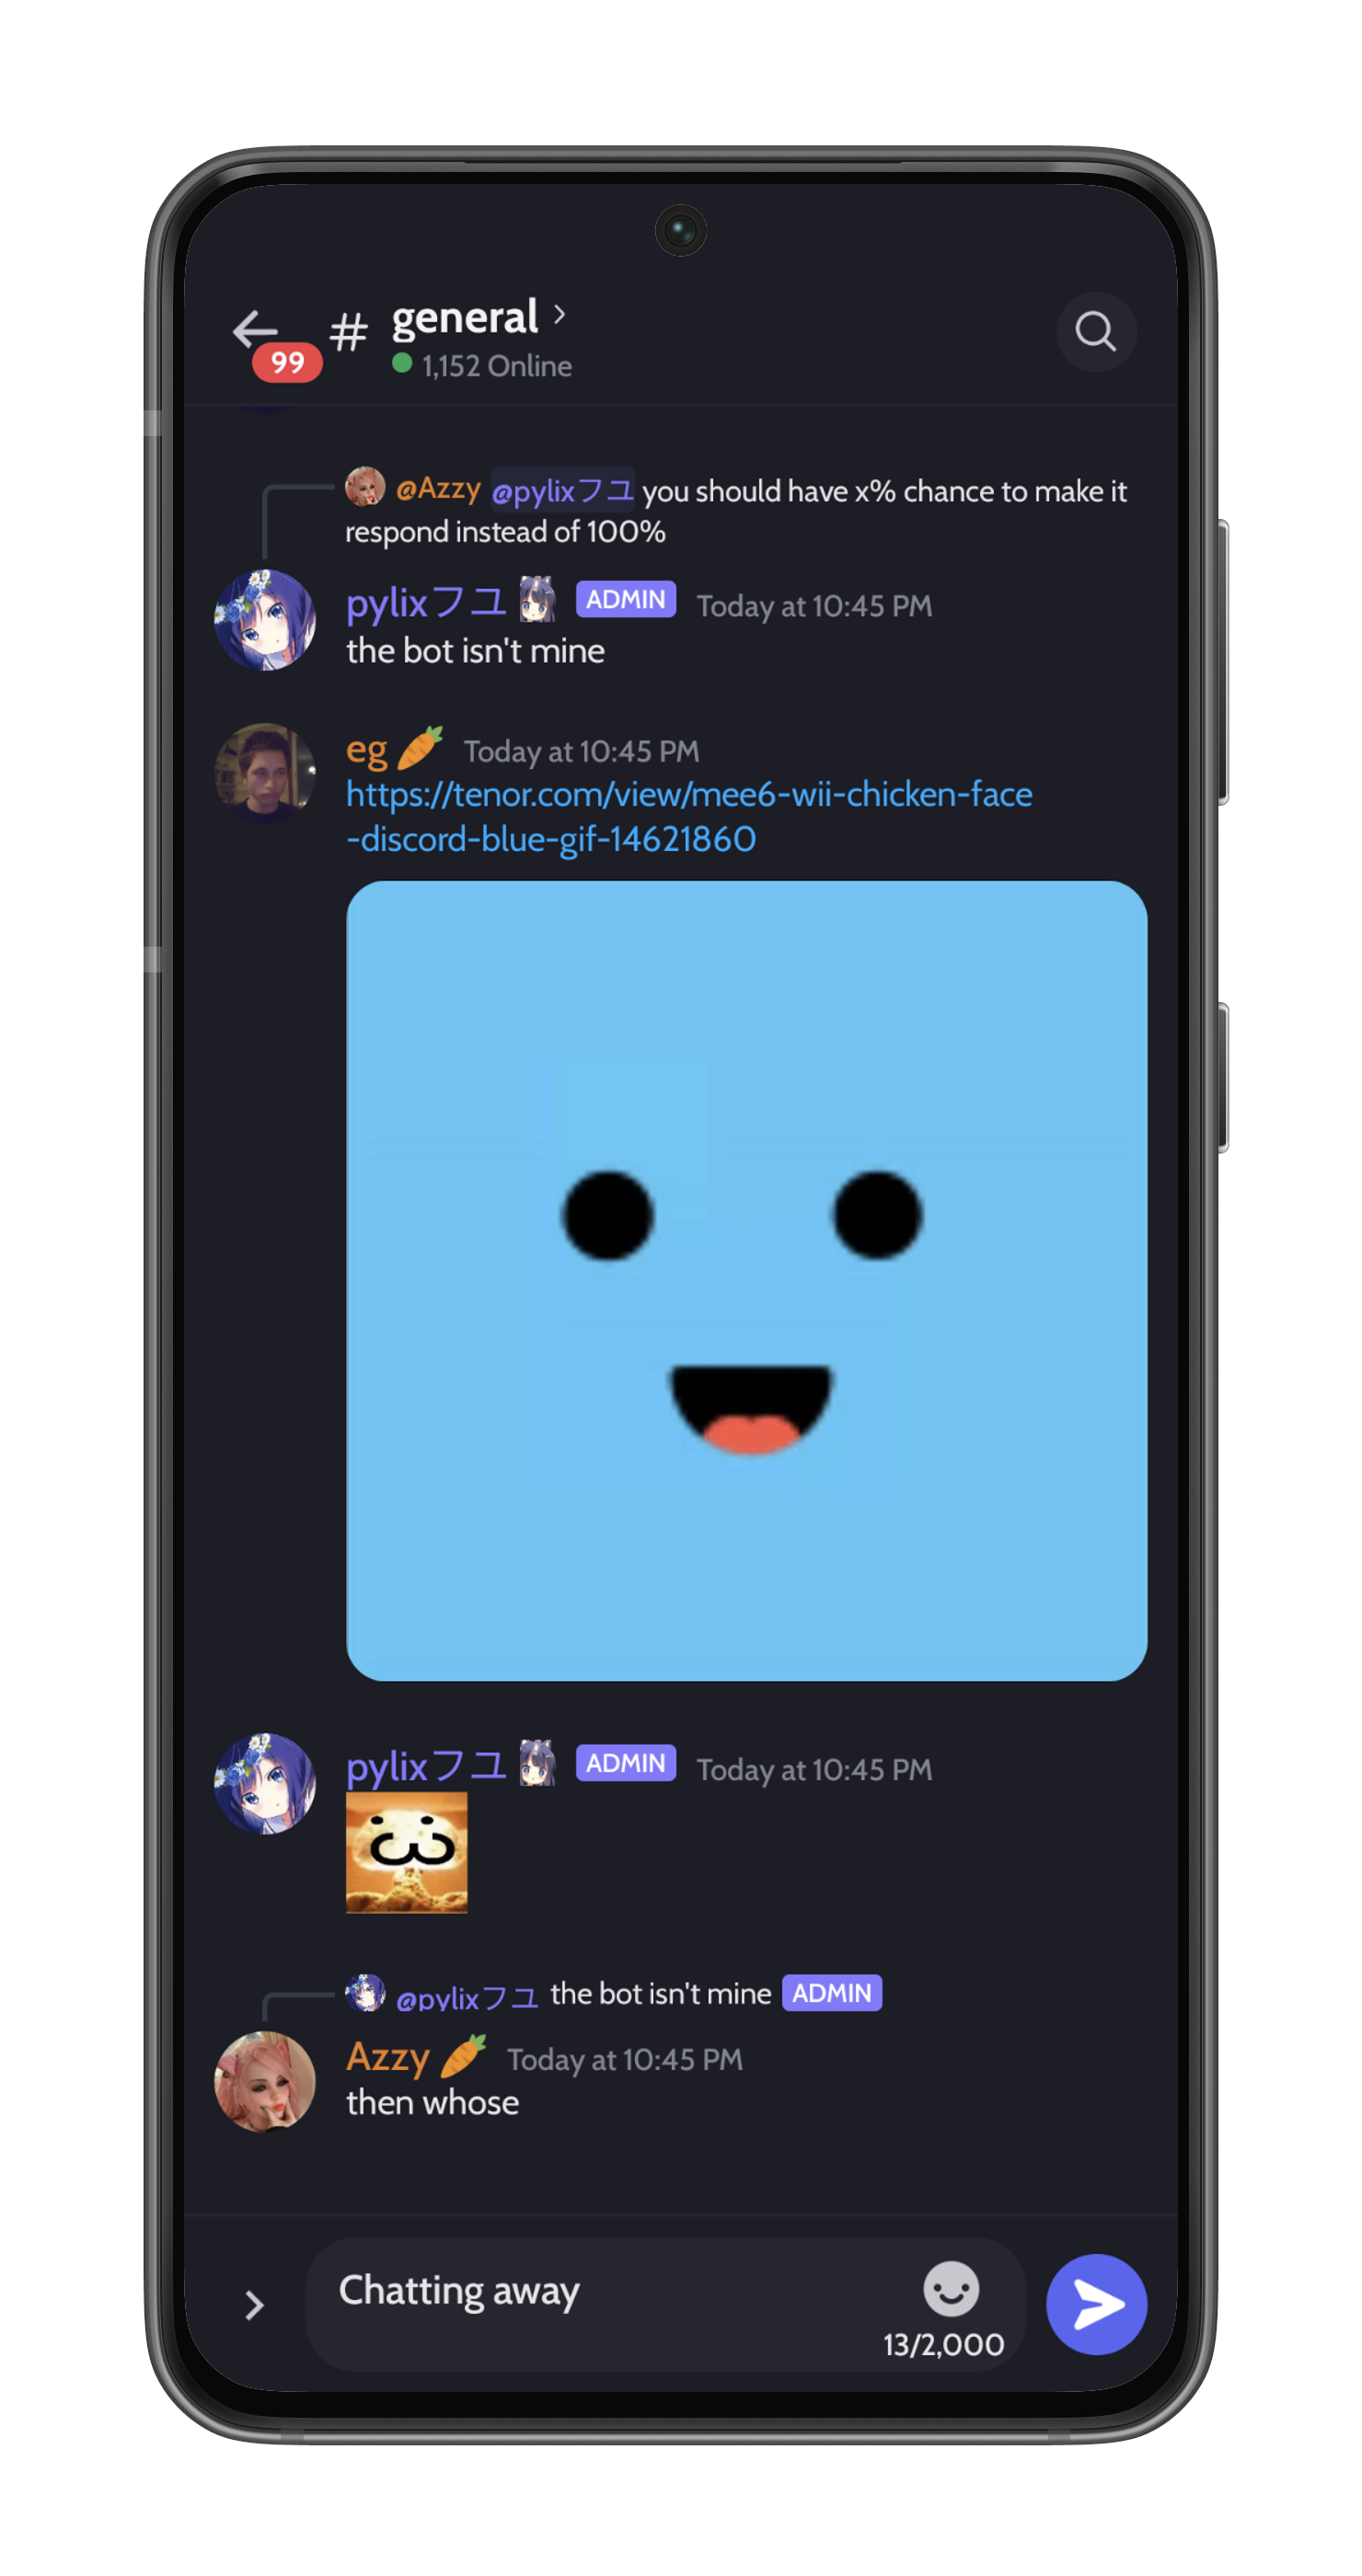 general ›
99 #
1,152 Online
@Azzy @pylixフユ you should have x% chance to make it
respond instead of 100%
pylixフユ ADMIN Today at 10:45 PM
the bot isn't mine
eg Today at 10:45 PM
https://tenor.com/view/mee6-wii-chicken-face
-discord-blue-gif-14621860
pylixフユ ADMIN Today at 10:45 PM
@pylixフユ the bot isn't mine ADMIN
Azzy Today at 10:45 PM
then whose
Chatting away
13/2,000